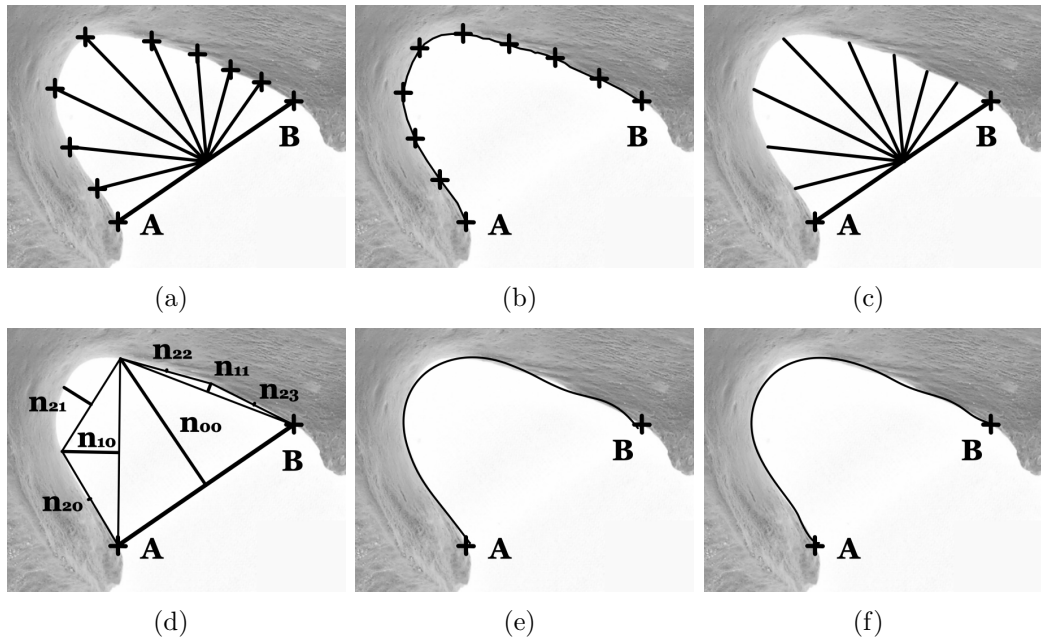 B
A
B
A
B
A
(a)
(b)
(c)
n₂₂
n₁₁
n₂₃
n₂₁
n₀₀
n₁₀
B
n₂₀
A
B
A
B
A
(d)
(e)
(f)